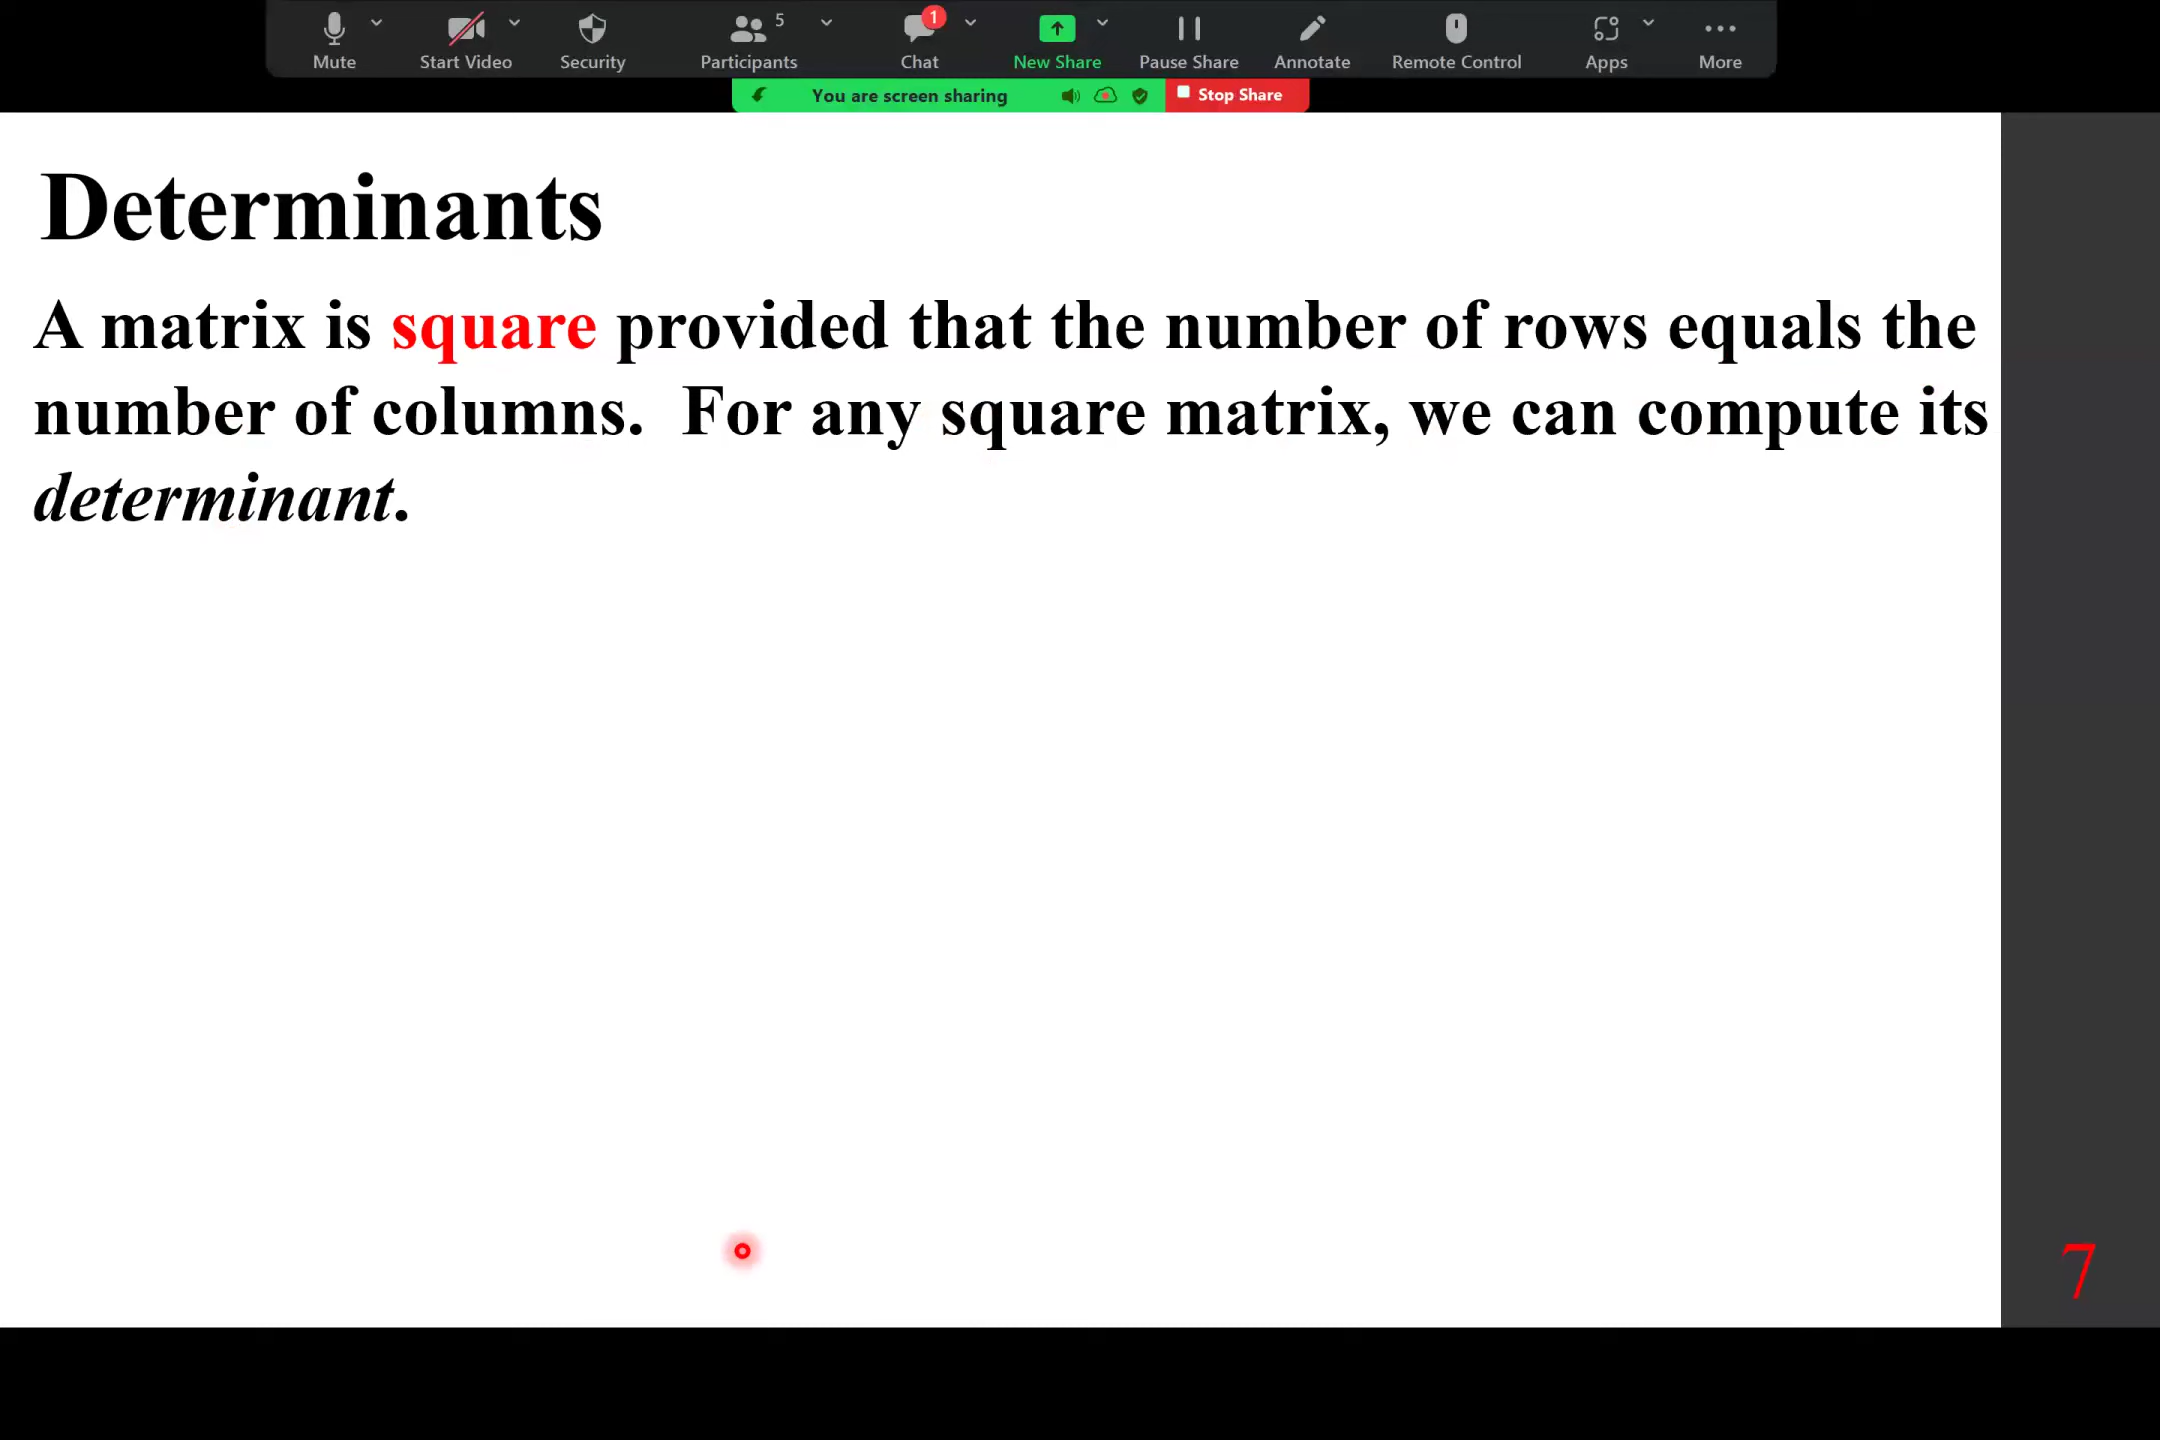 Mute
Start Video
Security
Participants 5
Chat 1
New Share
Pause Share
Annotate
Remote Control
Apps
More
You are screen sharing
Stop Share
Determinants
A matrix is square provided that the number of rows equals the
number of columns.  For any square matrix, we can compute its
determinant.
7